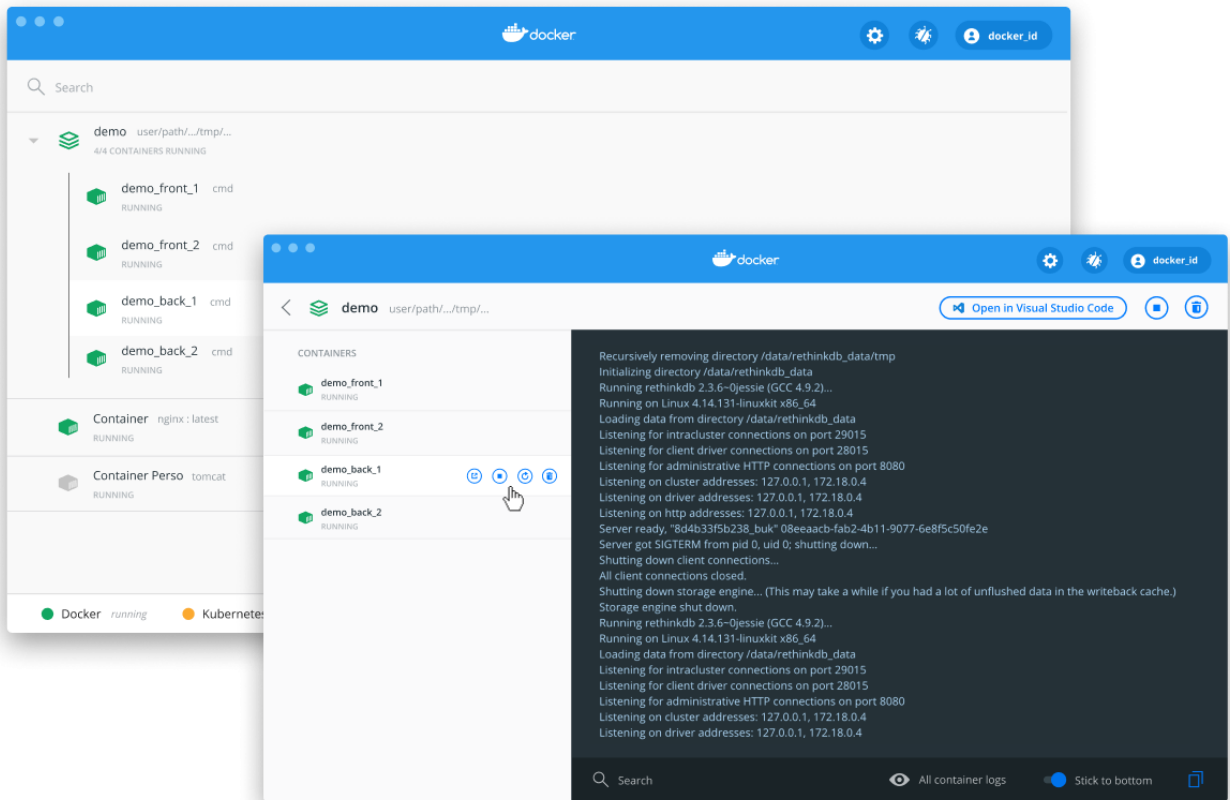 docker
docker_id
Search
demo user/path/.../tmp/...
4/4 CONTAINERS RUNNING
demo_front_1 cmd
RUNNING
demo_front_2 cmd
RUNNING
demo_back_1 cmd
RUNNING
demo_back_2 cmd
RUNNING
Container nginx : latest
RUNNING
Container Perso tomcat
RUNNING
Docker running Kubernetes
docker
docker_id
demo user/path/.../tmp/...
Open in Visual Studio Code
CONTAINERS
demo_front_1
RUNNING
demo_front_2
RUNNING
demo_back_1
RUNNING
demo_back_2
RUNNING
Recursively removing directory /data/rethinkdb_data/tmp
Initializing directory /data/rethinkdb_data
Running rethinkdb 2.3.6~0jessie (GCC 4.9.2)...
Running on Linux 4.14.131-linuxkit x86_64
Loading data from directory /data/rethinkdb_data
Listening for intracluster connections on port 29015
Listening for client driver connections on port 28015
Listening for administrative HTTP connections on port 8080
Listening on cluster addresses: 127.0.0.1, 172.18.0.4
Listening on driver addresses: 127.0.0.1, 172.18.0.4
Listening on http addresses: 127.0.0.1, 172.18.0.4
Server ready, "8d4b33f5b238_buk" 08eeaacb-fab2-4b11-9077-6e8f5c50fe2e
Server got SIGTERM from pid 0, uid 0; shutting down...
Shutting down client connections...
All client connections closed.
Shutting down storage engine... (This may take a while if you had a lot of unflushed data in the writeback cache.)
Storage engine shut down.
Running rethinkdb 2.3.6~0jessie (GCC 4.9.2)...
Running on Linux 4.14.131-linuxkit x86_64
Loading data from directory /data/rethinkdb_data
Listening for intracluster connections on port 29015
Listening for client driver connections on port 28015
Listening for administrative HTTP connections on port 8080
Listening on cluster addresses: 127.0.0.1, 172.18.0.4
Listening on driver addresses: 127.0.0.1, 172.18.0.4
Search All container logs Stick to bottom